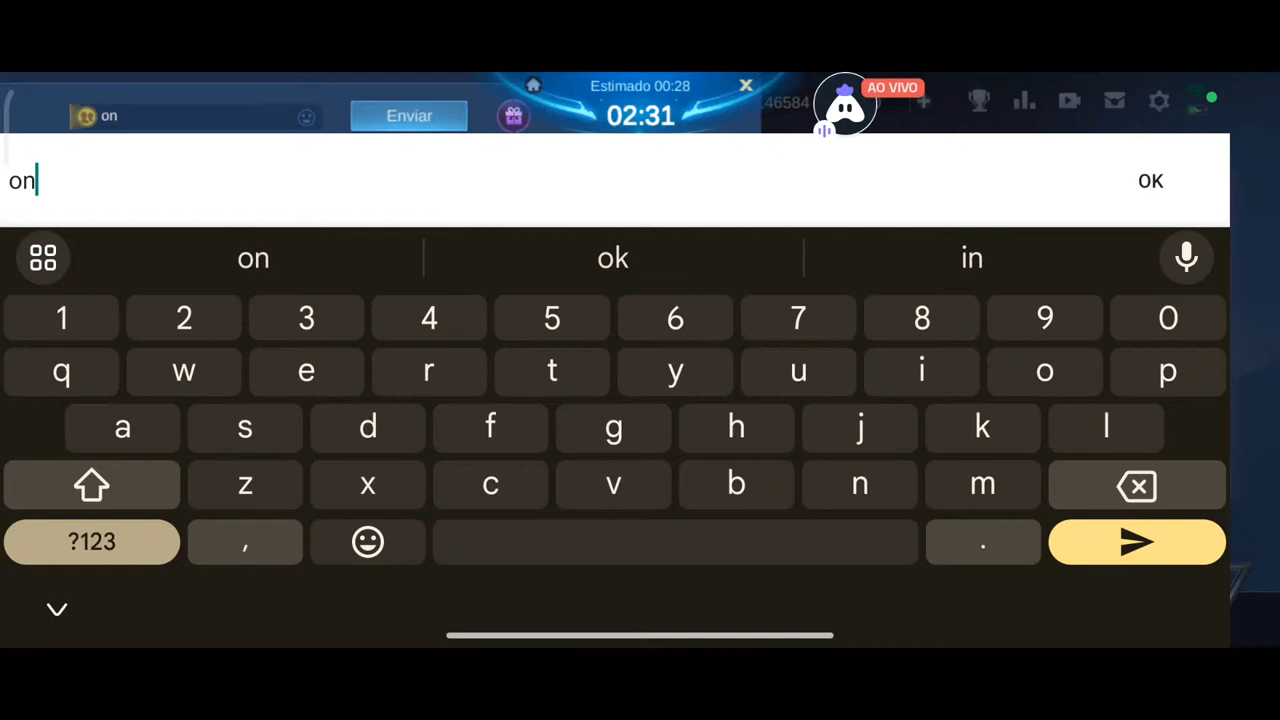 Estimado 00:28
02:31
on
Enviar
46584
AO VIVO
on
OK
on
ok
in
1 2 3 4 5 6 7 8 9 0
q w e r t y u i o p
a s d f g h j k l
z x c v b n m
?123 , .